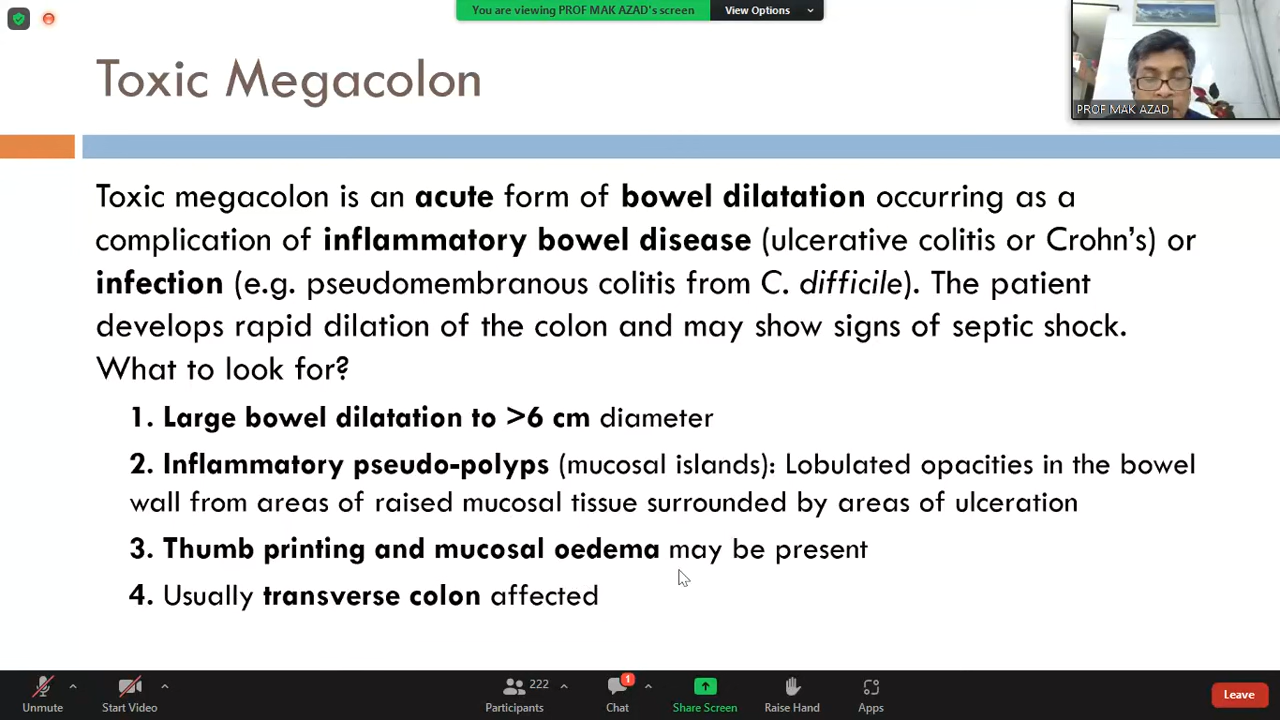 You are viewing PROF MAK AZAD's screen View Options
Toxic Megacolon
PROF MAK AZAD
Toxic megacolon is an acute form of bowel dilatation occurring as a
complication of inflammatory bowel disease (ulcerative colitis or Crohn's) or
infection (e.g. pseudomembranous colitis from C. difficile). The patient
develops rapid dilation of the colon and may show signs of septic shock.
What to look for?
1. Large bowel dilatation to >6 cm diameter
2. Inflammatory pseudo-polyps (mucosal islands): Lobulated opacities in the bowel
wall from areas of raised mucosal tissue surrounded by areas of ulceration
3. Thumb printing and mucosal oedema may be present
4. Usually transverse colon affected
222 1
Unmute Start Video Participants Chat Share Screen Raise Hand Apps Leave